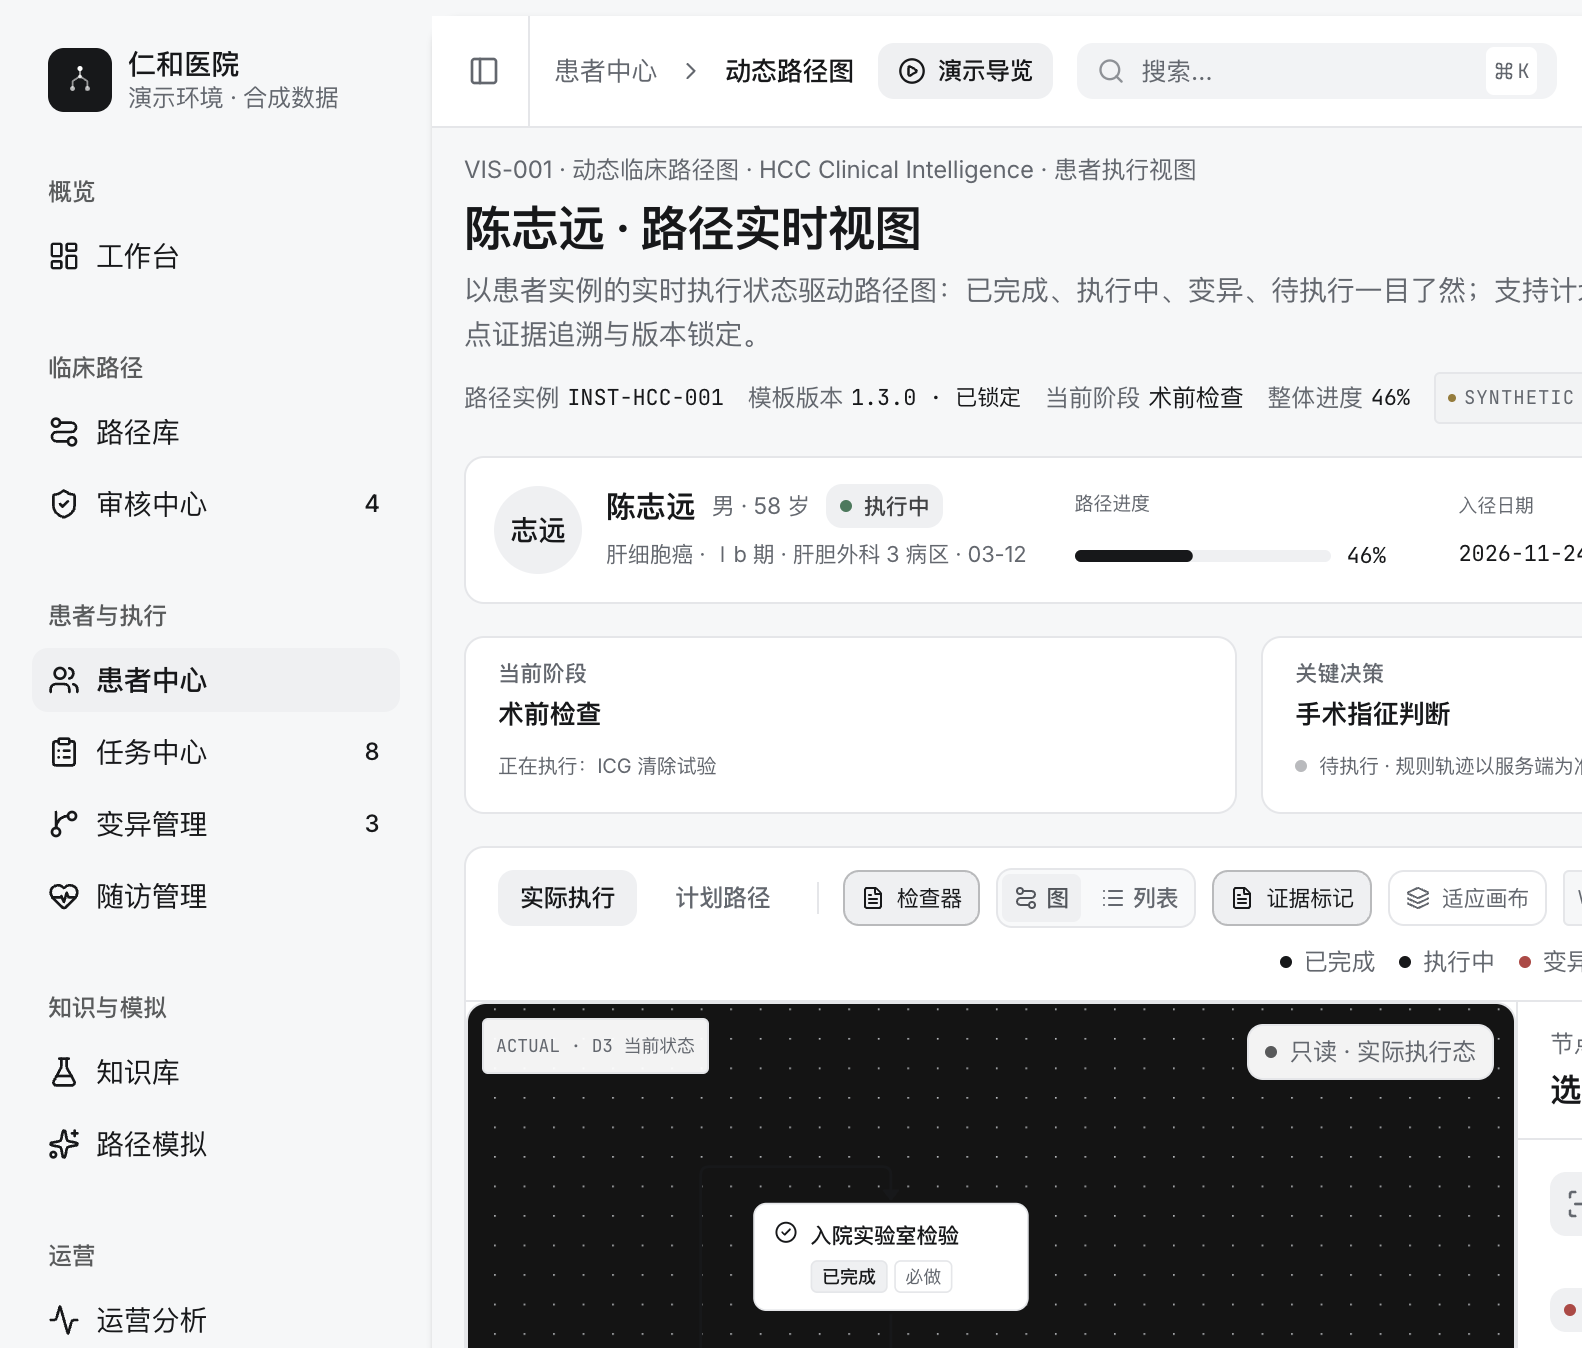 仁和医院
演示环境 · 合成数据
概览
工作台
临床路径
路径库
审核中心 4
患者与执行
患者中心
任务中心 8
变异管理 3
随访管理
知识与模拟
知识库
路径模拟
运营
运营分析
患者中心 > 动态路径图 演示导览 搜索... ⌘K
VIS-001 · 动态临床路径图 · HCC Clinical Intelligence · 患者执行视图
陈志远 · 路径实时视图
以患者实例的实时执行状态驱动路径图：已完成、执行中、变异、待执行一目了然；支持计
点证据追溯与版本锁定。
路径实例 INST-HCC-001 模板版本 1.3.0 · 已锁定 当前阶段 术前检查 整体进度 46% SYNTHETIC
志远
陈志远 男 · 58 岁 执行中
肝细胞癌 · Ⅰb 期 · 肝胆外科 3 病区 · 03-12
路径进度
46%
入径日期
2026-11-24
当前阶段
术前检查
正在执行：ICG 清除试验
关键决策
手术指征判断
待执行 · 规则轨迹以服务端为
实际执行 计划路径 检查器 图 列表 证据标记 适应画布
已完成 执行中 变异
ACTUAL · D3 当前状态
只读 · 实际执行态
入院实验室检验
已完成 必做
节
选